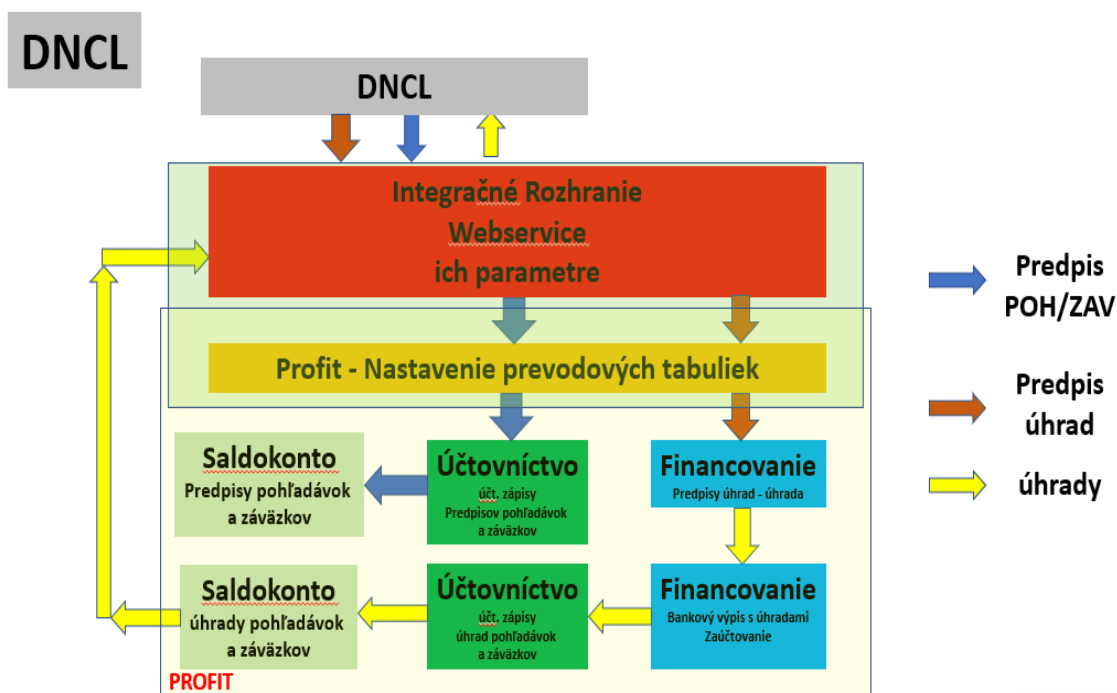 DNCL
DNCL
Integračné Rozhranie
Webservice
ich parametre
Profit - Nastavenie prevodových tabuliek
Saldokonto
Predpisy pohľadávok
a záväzkov
Účtovníctvo
účt. zápisy
Predpisov pohľadávok
a záväzkov
Financovanie
Predpisy úhrad - úhrada
Saldokonto
úhrady pohľadávok
a záväzkov
Účtovníctvo
účt. zápisy
úhrad pohľadávok
a záväzkov
Financovanie
Bankový výpis s úhradami
Zaúčtovanie
PROFIT
Predpis
POH/ZAV
Predpis
úhrad
úhrady